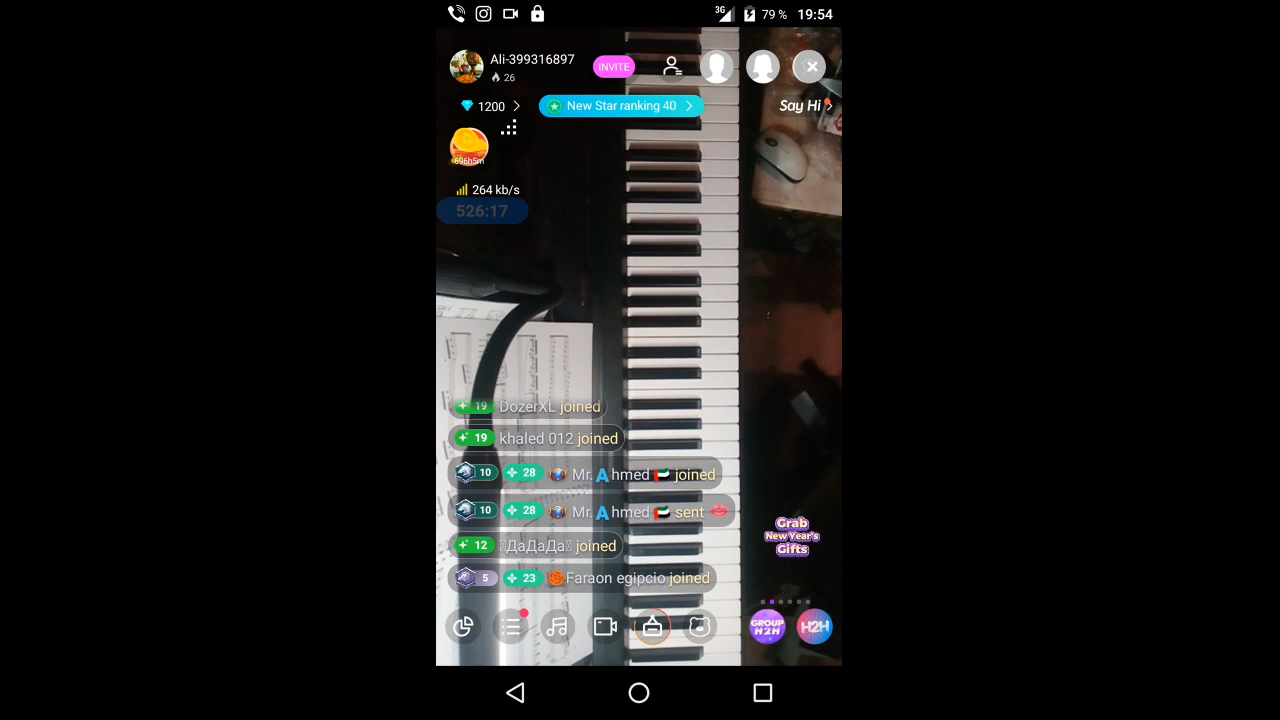 3G
79 %
19:54
Ali-399316897
26
INVITE
1200
New Star ranking 40
Say Hi
696h5m
264 kb/s
526:17
19 DozerXL joined
19 khaled 012 joined
10 28 Mr.Ahmed joined
10 28 Mr.Ahmed sent
12 ДаДаДа joined
5 23 Faraon egipcio joined
Grab
New Year's
Gifts
GROUP
H2H
H2H